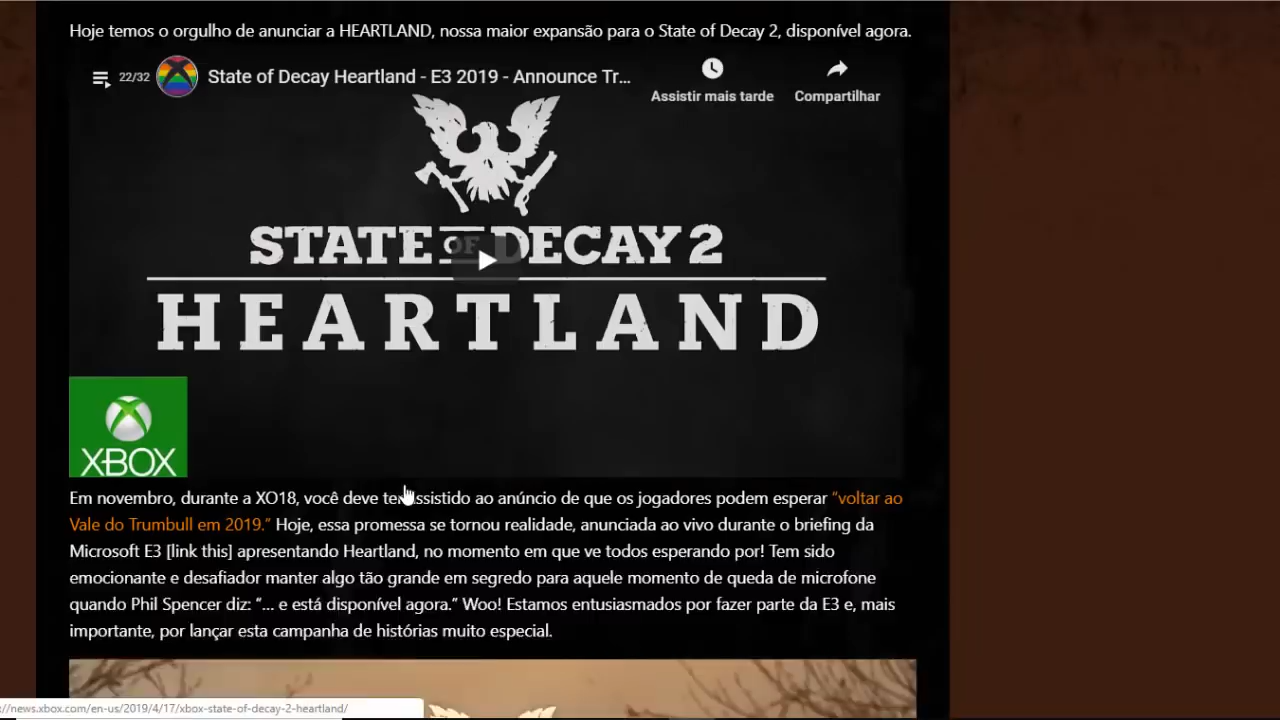 Hoje temos o orgulho de anunciar a HEARTLAND, nossa maior expansão para o State of Decay 2, disponível agora.
22/32 State of Decay Heartland - E3 2019 - Announce Tr...
Assistir mais tarde
Compartilhar
STATE OF DECAY 2
HEARTLAND
XBOX
Em novembro, durante a XO18, você deve ter assistido ao anúncio de que os jogadores podem esperar “voltar ao
Vale do Trumbull em 2019.” Hoje, essa promessa se tornou realidade, anunciada ao vivo durante o briefing da
Microsoft E3 [link this] apresentando Heartland, no momento em que ve todos esperando por! Tem sido
emocionante e desafiador manter algo tão grande em segredo para aquele momento de queda de microfone
quando Phil Spencer diz: “... e está disponível agora.” Woo! Estamos entusiasmados por fazer parte da E3 e, mais
importante, por lançar esta campanha de histórias muito especial.
://news.xbox.com/en-us/2019/4/17/xbox-state-of-decay-2-heartland/